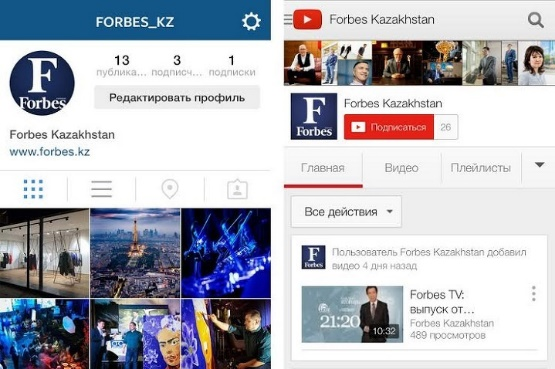 FORBES_KZ
F
Forbes
13
публика...
3
подписч...
1
подписки
Редактировать профиль
Forbes Kazakhstan
www.forbes.kz
Forbes Kazakhstan
F
Forbes
Forbes Kazakhstan
Подписаться 26
Главная Видео Плейлисты
Все действия
F
Forbes
Пользователь Forbes Kazakhstan добавил
видео 4 дня назад
21:20
10:32
Forbes TV:
выпуск от...
Forbes Kazakhstan
489 просмотров